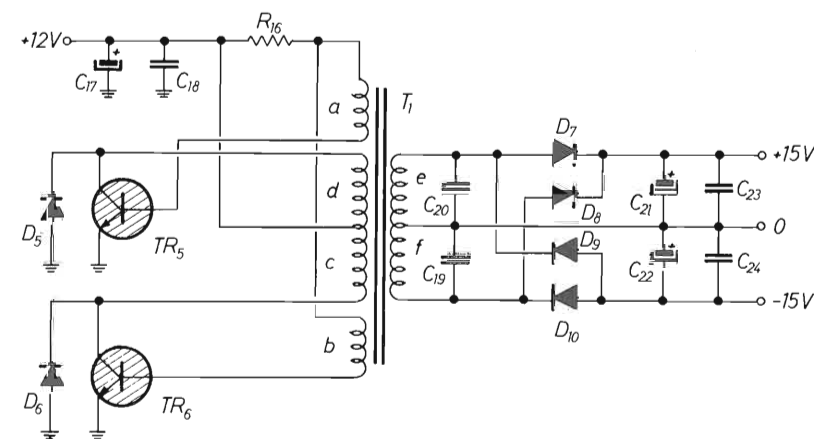 R16
+12V
+
C17
C18
a
T1
D7
+15V
d
e
+
C20
D8
C21
C23
D5
TR5
0
c
f
D9
+
C19
C22
C24
D10
-15V
b
D6
TR6